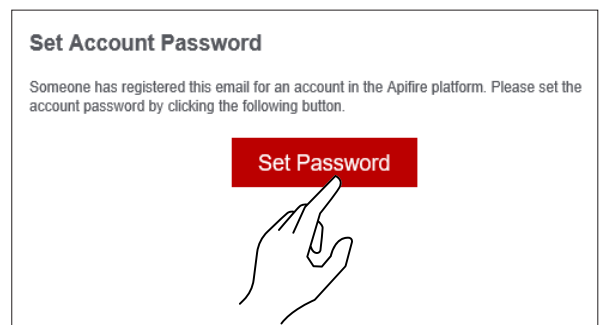 Set Account Password
Someone has registered this email for an account in the Apifire platform. Please set the
account password by clicking the following button.
Set Password